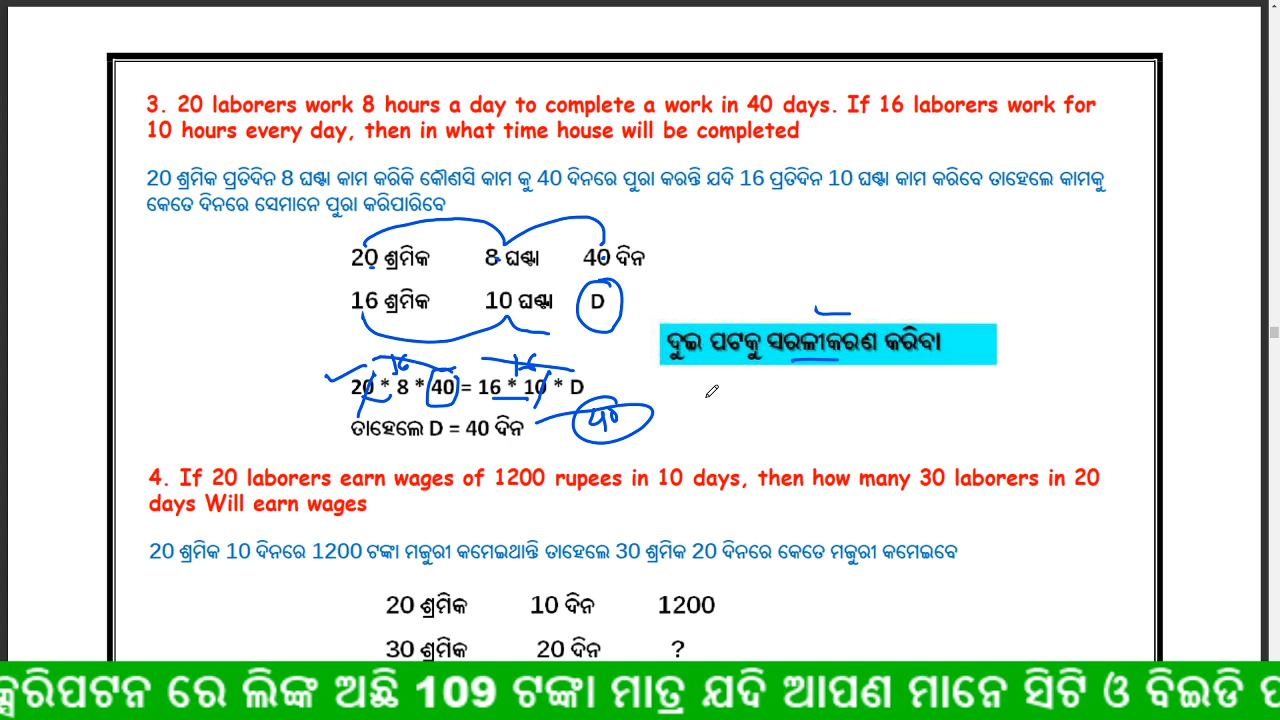 3. 20 laborers work 8 hours a day to complete a work in 40 days. If 16 laborers work for
10 hours every day, then in what time house will be completed
20 ଶ୍ରମିକ ପ୍ରତିଦିନ 8 ଘଣ୍ଟା କାମ କରିକି କୌଣସି କାମ କୁ 40 ଦିନରେ ପୁରା କରନ୍ତି ଯଦି 16 ପ୍ରତିଦିନ 10 ଘଣ୍ଟା କାମ କରିବେ ତାହେଲେ କାମକୁ
କେତେ ଦିନରେ ସେମାନେ ପୁରା କରିପାରିବେ
20 ଶ୍ରମିକ 8 ଘଣ୍ଟା 40 ଦିନ
16 ଶ୍ରମିକ 10 ଘଣ୍ଟା D
ଦୁଇ ପଟକୁ ସରଳୀକରଣ କରିବା
16 16
20 * 8 * 40 = 16 * 10 * D
ତାହେଲେ D = 40 ଦିନ 40
4. If 20 laborers earn wages of 1200 rupees in 10 days, then how many 30 laborers in 20
days Will earn wages
20 ଶ୍ରମିକ 10 ଦିନରେ 1200 ଟଙ୍କା ମଜୁରୀ କମେଇଥାନ୍ତି ତାହେଲେ 30 ଶ୍ରମିକ 20 ଦିନରେ କେତେ ମଜୁରୀ କମେଇବେ
20 ଶ୍ରମିକ 10 ଦିନ 1200
30 ଶ୍ରମିକ 20 ଦିନ ?
ରେ ଲିଙ୍କ ଅଛି 109 ଟଙ୍କା ମାତ୍ର ଯଦି ଆପଣ ମାନେ ସିଟି ଓ ବିଇଡି